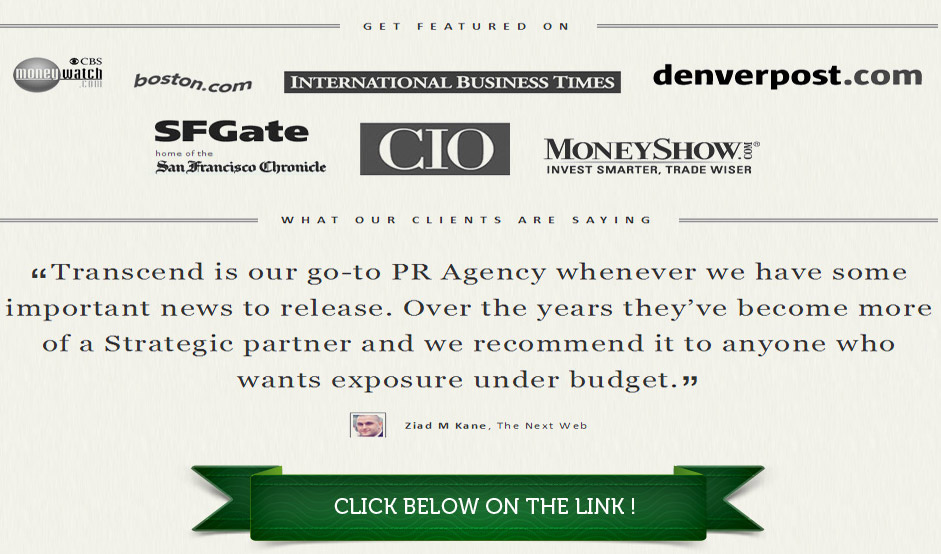 GET FEATURED ON
CBS
moneywatch
.com
boston.com
INTERNATIONAL BUSINESS TIMES
denverpost.com
SFGate
home of the
San Francisco Chronicle
CIO
MONEYSHOW.COM®
INVEST SMARTER, TRADE WISER
WHAT OUR CLIENTS ARE SAYING
“Transcend is our go-to PR Agency whenever we have some
important news to release. Over the years they’ve become more
of a Strategic partner and we recommend it to anyone who
wants exposure under budget.”
Ziad M Kane, The Next Web
CLICK BELOW ON THE LINK !